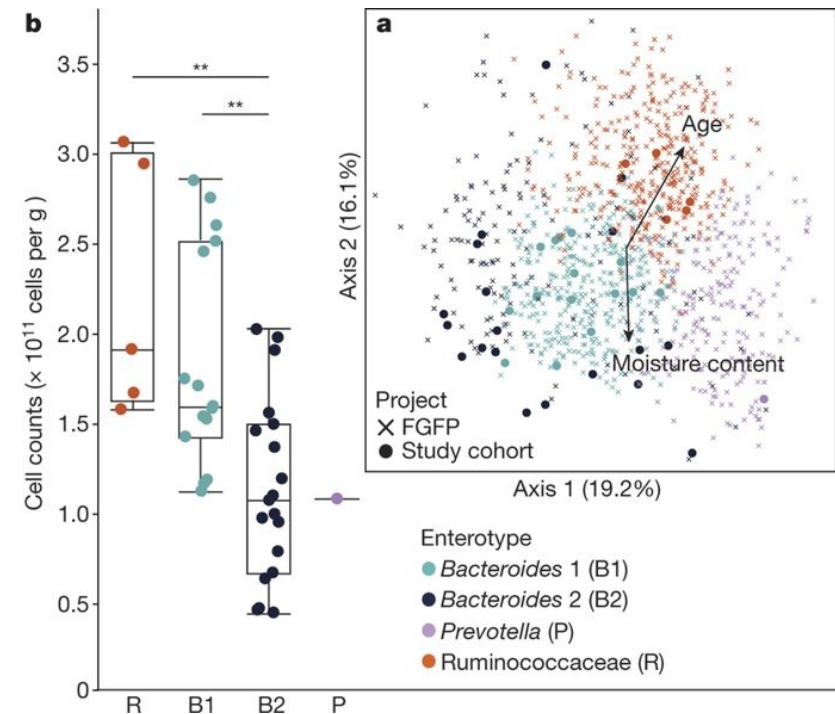 b
a
3.5
3.0
2.5
2.0
1.5
1.0
0.5
0
Cell counts (× 10¹¹ cells per g )
**
**
R B1 B2 P
Age
Moisture content
Axis 2 (16.1%)
Project
× FGFP
● Study cohort
Axis 1 (19.2%)
Enterotype
Bacteroides 1 (B1)
Bacteroides 2 (B2)
Prevotella (P)
Ruminococcaceae (R)